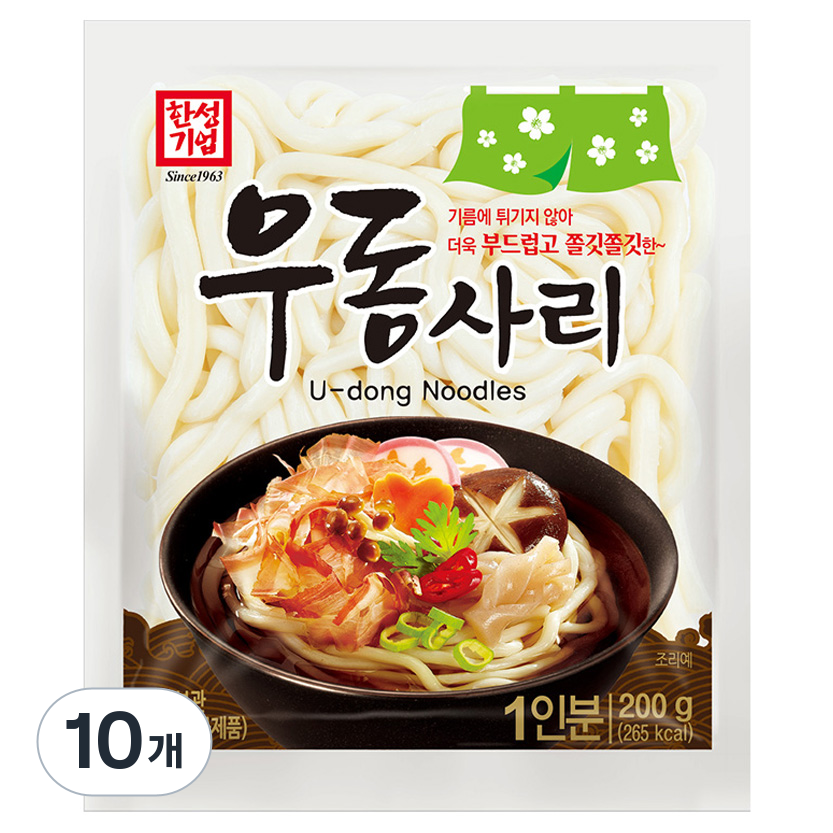 한성
기업
Since1963
기름에 튀기지 않아
더욱 부드럽고 쫄깃쫄깃한~
우동사리
U-dong Noodles
조리예
1인분 200 g
(265 kcal)
제품)
10개